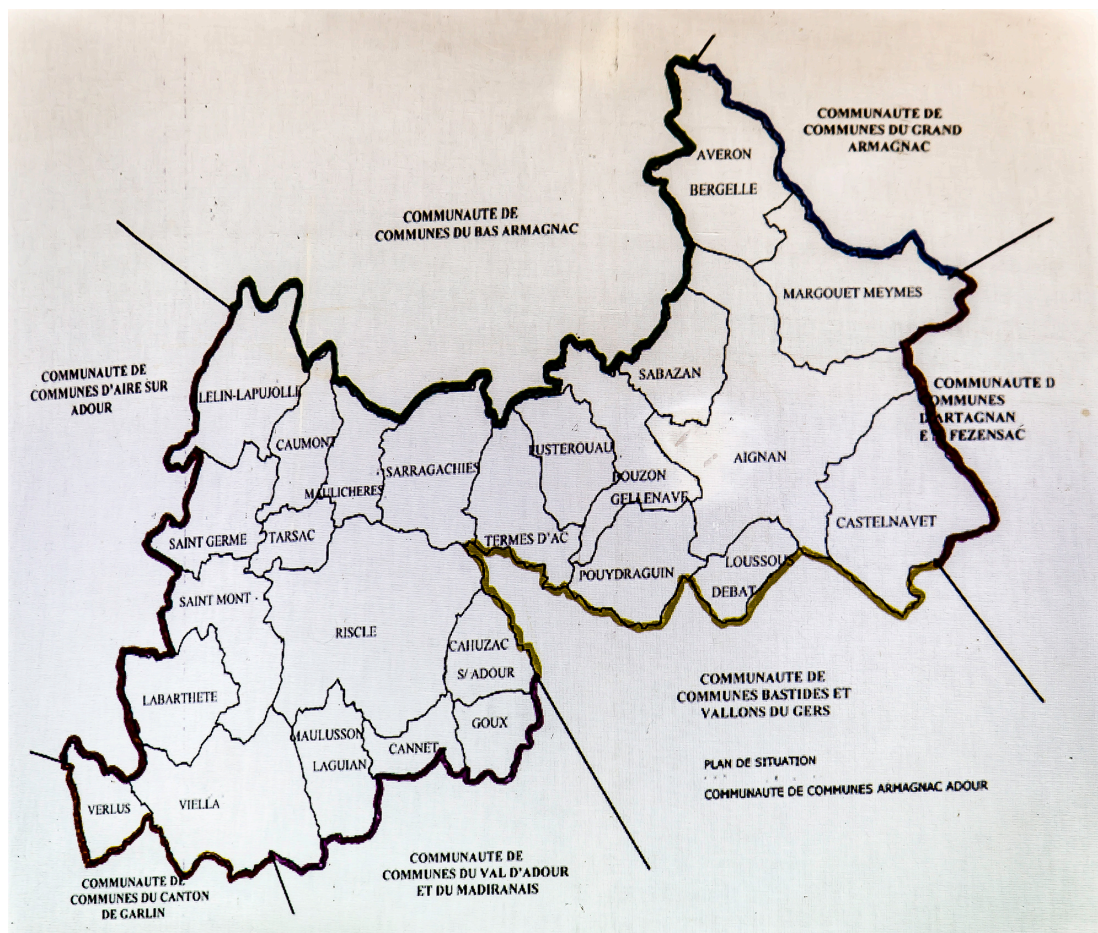 COMMUNAUTE DE
COMMUNES DU GRAND
ARMAGNAC
AVERON
BERGELLE
COMMUNAUTE DE
COMMUNES DU BAS ARMAGNAC
MARGOUET MEYMES
COMMUNAUTE DE
COMMUNES D'AIRE SUR
ADOUR
SABAZAN
COMMUNAUTE D
COMMUNES
D'ARTAGNAN
FEZENSAC
LELIN-LAPUJOLLE
CAUMONT
MAULICHERES
SARRAGACHIES
FUSTEROUAU
POUZON
GELLENAVE
AIGNAN
CASTELNAVET
SAINT GERME
TARSAC
TERMES D'AC
POUYDRAGUIN
LOUSSOUS
DEBAT
SAINT MONT
RISCLE
CAHUZAC
S/ ADOUR
LABARTHETE
MAULUSSON
LAGUIAN
CANNET
GOUX
COMMUNAUTE DE
COMMUNES BASTIDES ET
VALLONS DU GERS
VERLUS
VIELLA
PLAN DE SITUATION
COMMUNAUTE DE COMMUNES ARMAGNAC ADOUR
COMMUNAUTE DE
COMMUNES DU VAL D'ADOUR
ET DU MADIRANAIS
COMMUNAUTE DE
COMMUNES DU CANTON
DE GARLIN